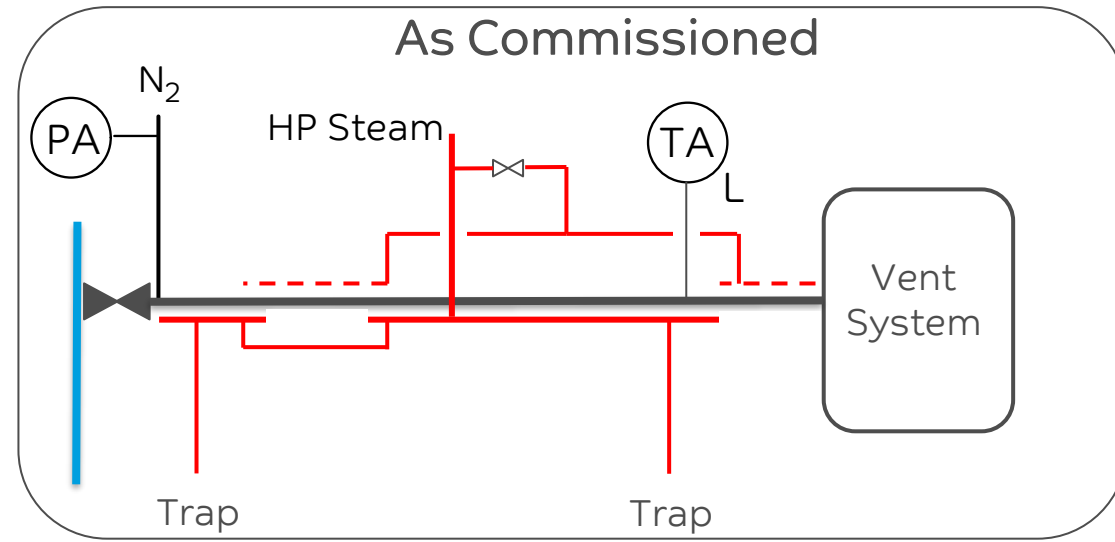 As Commissioned
N₂
PA
HP Steam
TA
L
Vent
System
Trap
Trap